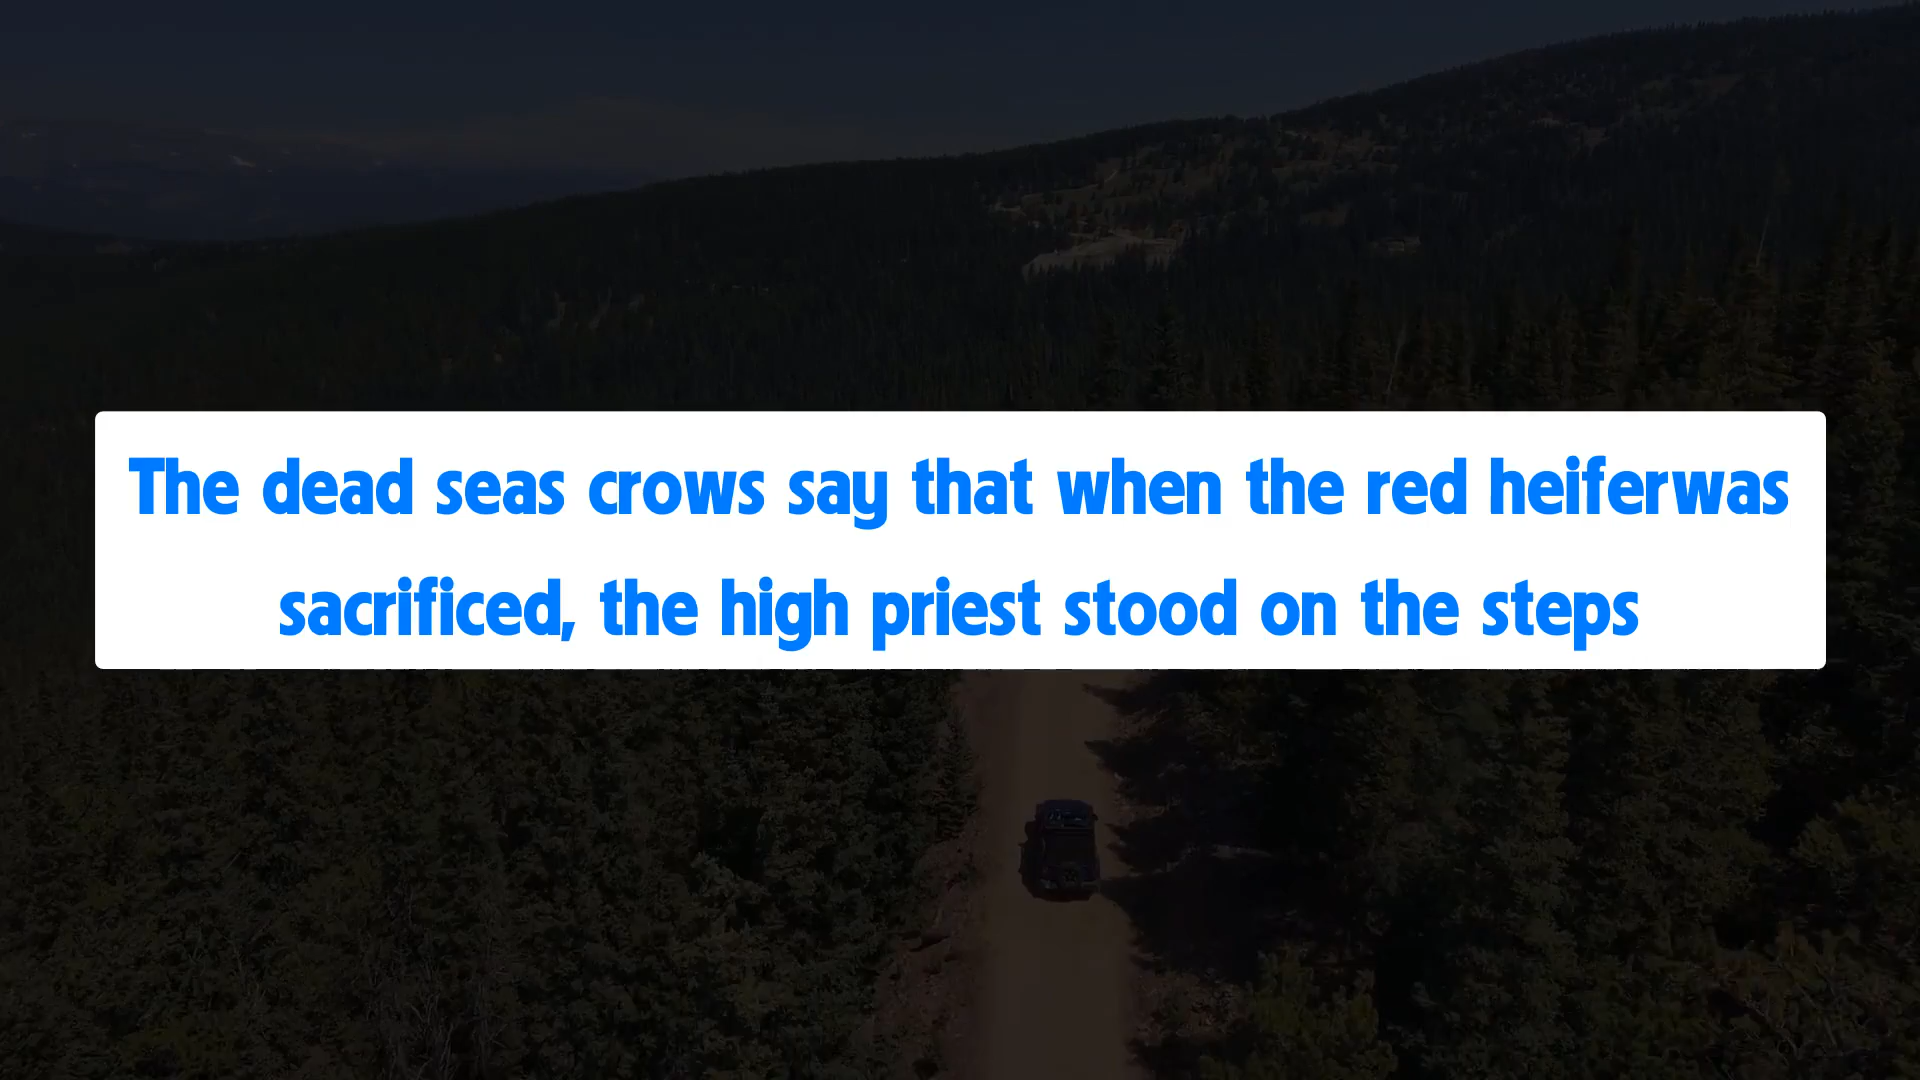 The dead seas crows say that when the red heiferwas
sacrificed, the high priest stood on the steps